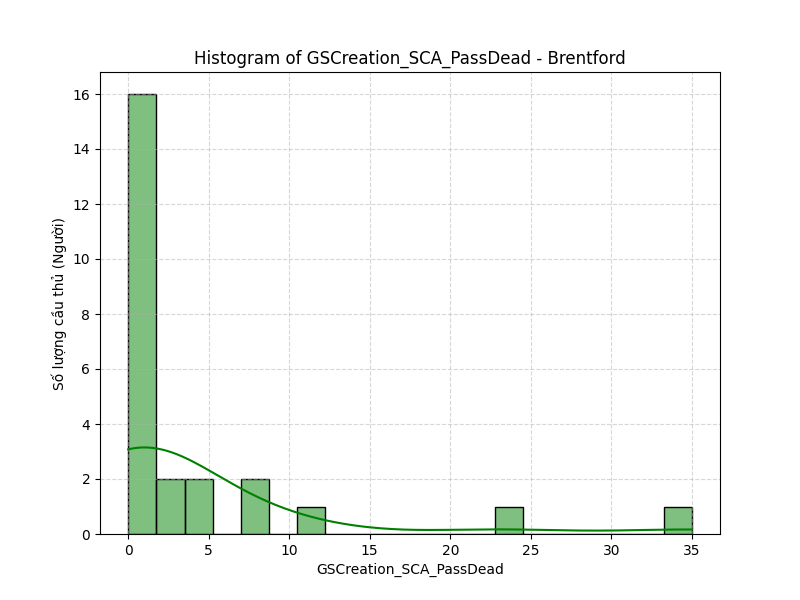 Histogram of GSCreation_SCA_PassDead - Brentford
Số lượng cầu thủ (Người)
16
14
12
10
8
6
4
2
0
0 5 10 15 20 25 30 35
GSCreation_SCA_PassDead